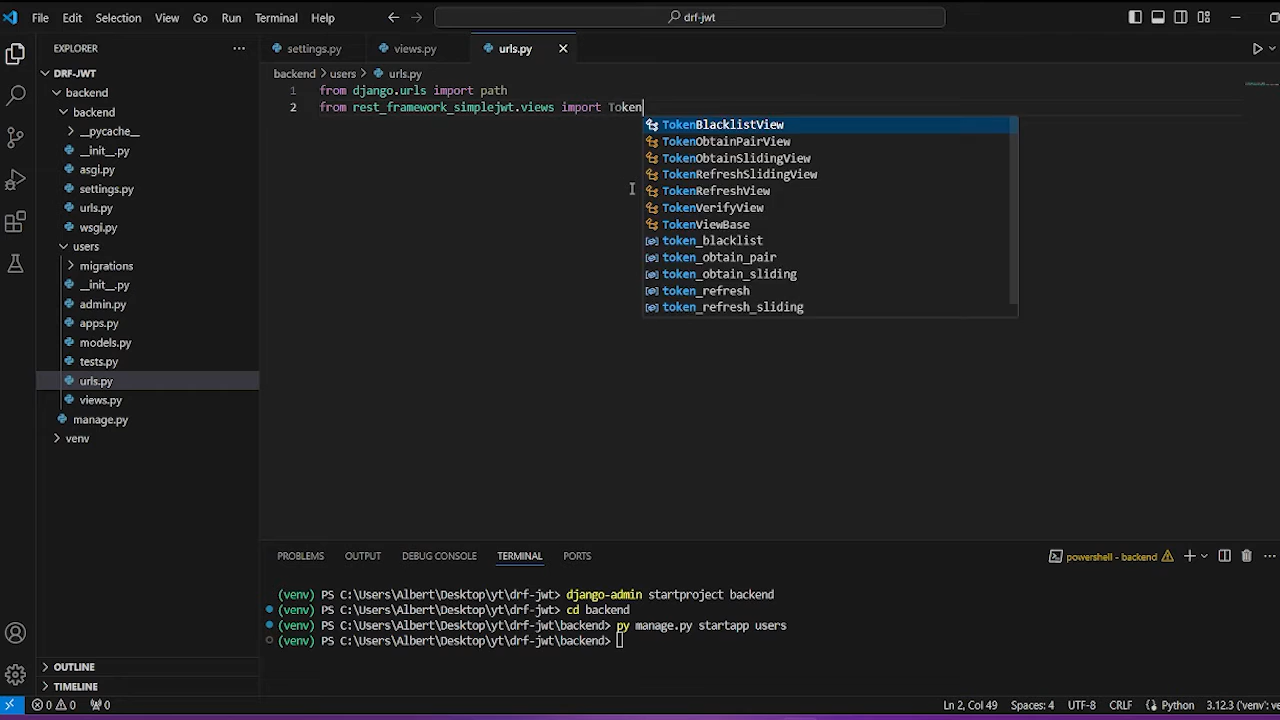 File Edit Selection View Go Run Terminal Help
drf-jwt
EXPLORER
settings.py
views.py
urls.py
DRF-JWT
backend
backend
__pycache__
__init__.py
asgi.py
settings.py
urls.py
wsgi.py
users
migrations
__init__.py
admin.py
apps.py
models.py
tests.py
urls.py
views.py
manage.py
venv
OUTLINE
TIMELINE
backend > users > urls.py
1 from django.urls import path
2 from rest_framework_simplejwt.views import Token
TokenBlacklistView
TokenObtainPairView
TokenObtainSlidingView
TokenRefreshSlidingView
TokenRefreshView
TokenVerifyView
TokenViewBase
token_blacklist
token_obtain_pair
token_obtain_sliding
token_refresh
token_refresh_sliding
PROBLEMS OUTPUT DEBUG CONSOLE TERMINAL PORTS
powershell - backend
(venv) PS C:\Users\Albert\Desktop\yt\drf-jwt> django-admin startproject backend
(venv) PS C:\Users\Albert\Desktop\yt\drf-jwt> cd backend
(venv) PS C:\Users\Albert\Desktop\yt\drf-jwt\backend> py manage.py startapp users
(venv) PS C:\Users\Albert\Desktop\yt\drf-jwt\backend>
0 0 0
Ln 2, Col 49 Spaces: 4 UTF-8 CRLF Python 3.12.3 ('venv': ve